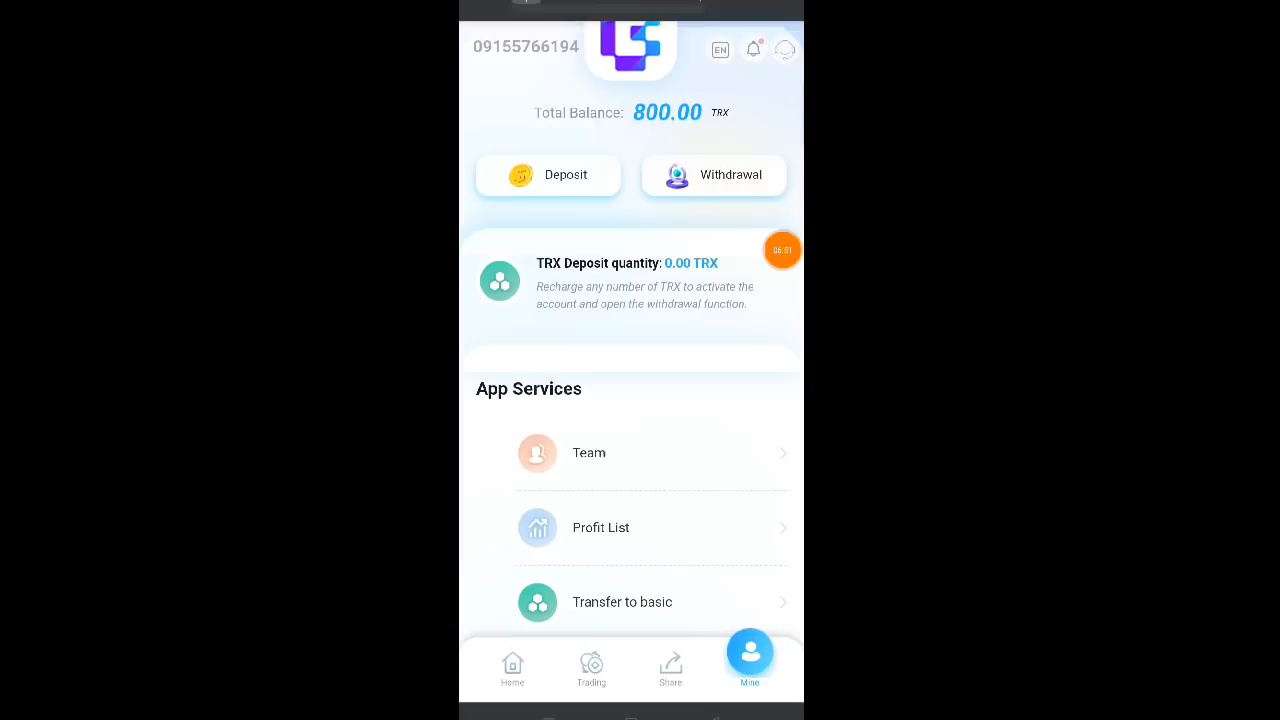 09155766194
EN
Total Balance: 800.00 TRX
Deposit
Withdrawal
06:51
TRX Deposit quantity: 0.00 TRX
Recharge any number of TRX to activate the
account and open the withdrawal function.
App Services
Team
Profit List
Transfer to basic
Home
Trading
Share
Mine